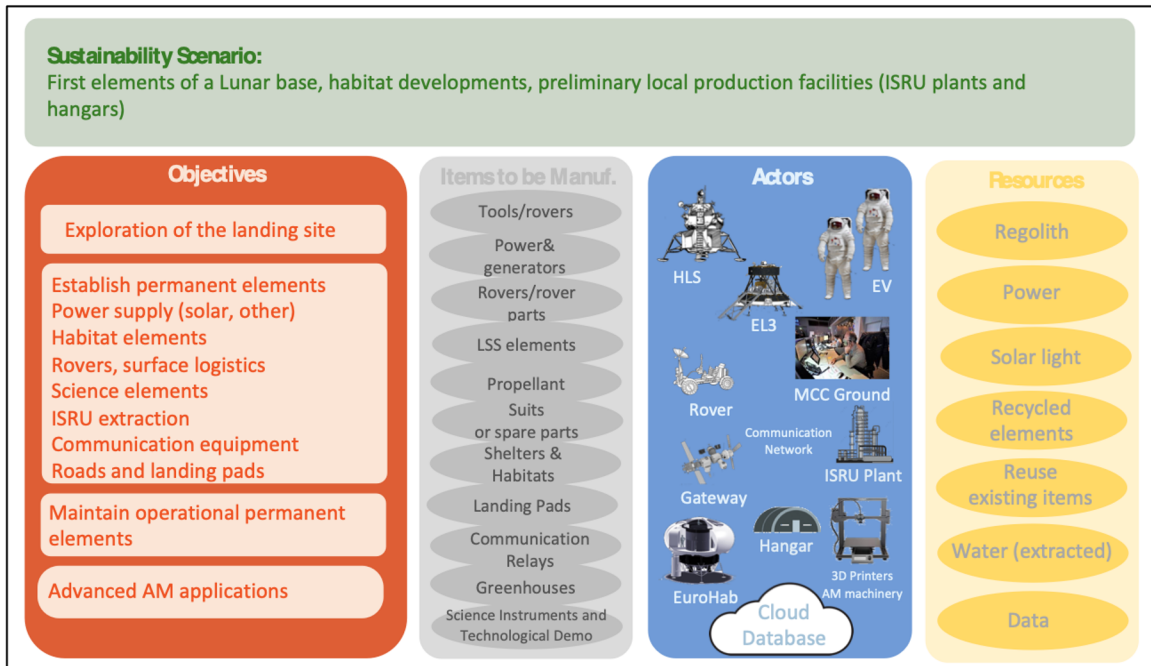 Sustainability Scenario:
First elements of a Lunar base, habitat developments, preliminary local production facilities (ISRU plants and
hangars)
Objectives
Exploration of the landing site
Establish permanent elements
Power supply (solar, other)
Habitat elements
Rovers, surface logistics
Science elements
ISRU extraction
Communication equipment
Roads and landing pads
Maintain operational permanent
elements
Advanced AM applications
Items to be Manuf.
Tools/rovers
Power&
generators
Rovers/rover
parts
LSS elements
Propellant
Suits
or spare parts
Shelters &
Habitats
Landing Pads
Communication
Relays
Greenhouses
Science Instruments and
Technological Demo
Actors
HLS
EV
EL3
MCC Ground
Rover
Communication
Network
ISRU Plant
Gateway
Hangar
3D Printers
AM machinery
EuroHab
Cloud
Database
Resources
Regolith
Power
Solar light
Recycled
elements
Reuse
existing items
Water (extracted)
Data